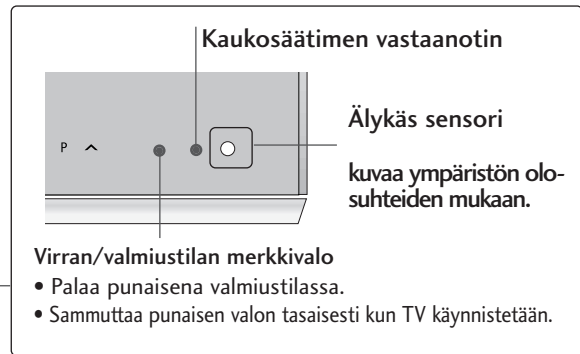 Kaukosäätimen vastaanotin
Älykäs sensori
kuvaa ympäristön olo-
suhteiden mukaan.
P ^
Virran/valmiustilan merkkivalo
• Palaa punaisena valmiustilassa.
• Sammuttaa punaisen valon tasaisesti kun TV käynnistetään.